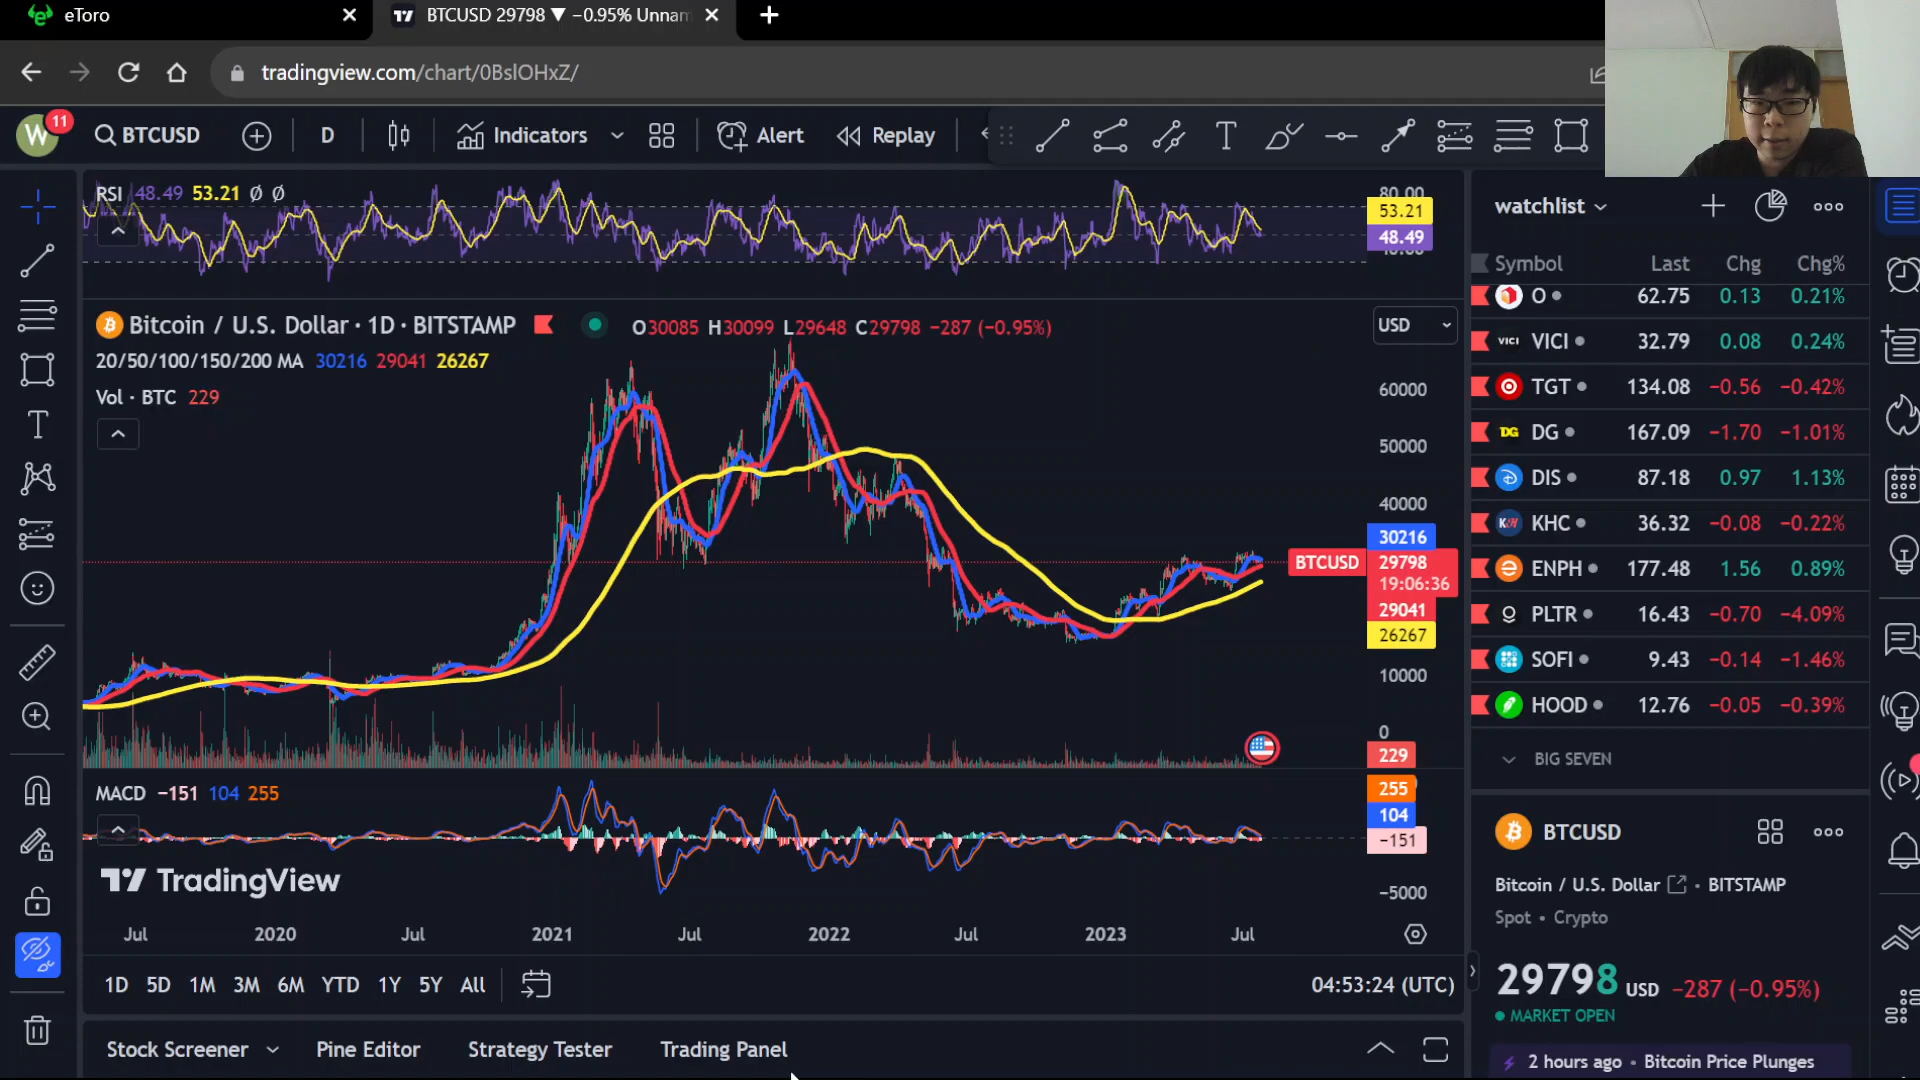 eToro
BTCUSD 29798 ▼ −0.95% Unnam
tradingview.com/chart/0BslOHxZ/
W
11
BTCUSD
D
Indicators
Alert
Replay
RSI 48.49 53.21 Ø Ø
80.00
53.21
48.49
Bitcoin / U.S. Dollar · 1D · BITSTAMP
O30085 H30099 L29648 C29798 −287 (−0.95%)
USD
20/50/100/150/200 MA 30216 29041 26267
Vol · BTC 229
60000
50000
40000
30216
BTCUSD
29798
19:06:36
29041
26267
10000
0
229
MACD −151 104 255
255
104
−151
−5000
TradingView
Jul 2020 Jul 2021 Jul 2022 Jul 2023 Jul
1D 5D 1M 3M 6M YTD 1Y 5Y All
04:53:24 (UTC)
Stock Screener
Pine Editor
Strategy Tester
Trading Panel
watchlist
Symbol Last Chg Chg%
O 62.75 0.13 0.21%
VICI VICI 32.79 0.08 0.24%
TGT 134.08 −0.56 −0.42%
DG DG 167.09 −1.70 −1.01%
DIS 87.18 0.97 1.13%
KHC 36.32 −0.08 −0.22%
ENPH 177.48 1.56 0.89%
PLTR 16.43 −0.70 −4.09%
SOFI 9.43 −0.14 −1.46%
HOOD 12.76 −0.05 −0.39%
BIG SEVEN
BTCUSD
Bitcoin / U.S. Dollar · BITSTAMP
Spot • Crypto
29798 USD −287 (−0.95%)
MARKET OPEN
2 hours ago • Bitcoin Price Plunges